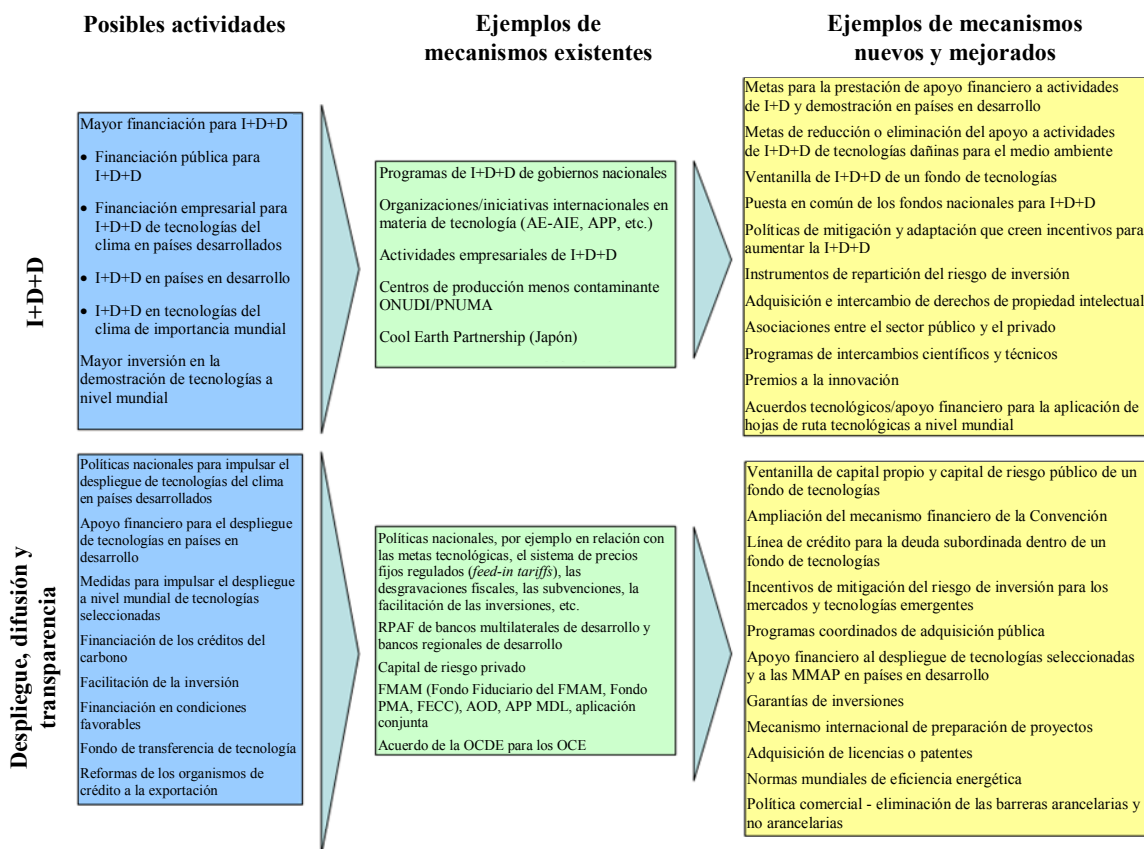 Posibles actividades
Ejemplos de
mecanismos existentes
Ejemplos de mecanismos
nuevos y mejorados
I+D+D
Mayor financiación para I+D+D
• Financiación pública para
I+D+D
• Financiación empresarial para
I+D+D de tecnologías del
clima en países desarrollados
• I+D+D en países en desarrollo
• I+D+D en tecnologías del
clima de importancia mundial
Mayor inversión en la
demostración de tecnologías a
nivel mundial
Programas de I+D+D de gobiernos nacionales
Organizaciones/iniciativas internacionales en
materia de tecnología (AE-AIE, APP, etc.)
Actividades empresariales de I+D+D
Centros de producción menos contaminante
ONUDI/PNUMA
Cool Earth Partnership (Japón)
Metas para la prestación de apoyo financiero a actividades
de I+D y demostración en países en desarrollo
Metas de reducción o eliminación del apoyo a actividades
de I+D+D de tecnologías dañinas para el medio ambiente
Ventanilla de I+D+D de un fondo de tecnologías
Puesta en común de los fondos nacionales para I+D+D
Políticas de mitigación y adaptación que creen incentivos para
aumentar la I+D+D
Instrumentos de repartición del riesgo de inversión
Adquisición e intercambio de derechos de propiedad intelectual
Asociaciones entre el sector público y el privado
Programas de intercambios científicos y técnicos
Premios a la innovación
Acuerdos tecnológicos/apoyo financiero para la aplicación de
hojas de ruta tecnológicas a nivel mundial
Despliegue, difusión y
transparencia
Políticas nacionales para impulsar el
despliegue de tecnologías del clima
en países desarrollados
Apoyo financiero para el despliegue
de tecnologías en países en
desarrollo
Medidas para impulsar el despliegue
a nivel mundial de tecnologías
seleccionadas
Financiación de los créditos del
carbono
Facilitación de la inversión
Financiación en condiciones
favorables
Fondo de transferencia de tecnología
Reformas de los organismos de
crédito a la exportación
Políticas nacionales, por ejemplo en relación con
las metas tecnológicas, el sistema de precios
fijos regulados (feed-in tariffs), las
desgravaciones fiscales, las subvenciones, la
facilitación de las inversiones, etc.
RPAF de bancos multilaterales de desarrollo y
bancos regionales de desarrollo
Capital de riesgo privado
FMAM (Fondo Fiduciario del FMAM, Fondo
PMA, FECC), AOD, APP MDL, aplicación
conjunta
Acuerdo de la OCDE para los OCE
Ventanilla de capital propio y capital de riesgo público de un
fondo de tecnologías
Ampliación del mecanismo financiero de la Convención
Línea de crédito para la deuda subordinada dentro de un
fondo de tecnologías
Incentivos de mitigación del riesgo de inversión para los
mercados y tecnologías emergentes
Programas coordinados de adquisición pública
Apoyo financiero al despliegue de tecnologías seleccionadas
y a las MMAP en países en desarrollo
Garantías de inversiones
Mecanismo internacional de preparación de proyectos
Adquisición de licencias o patentes
Normas mundiales de eficiencia energética
Política comercial - eliminación de las barreras arancelarias y
no arancelarias